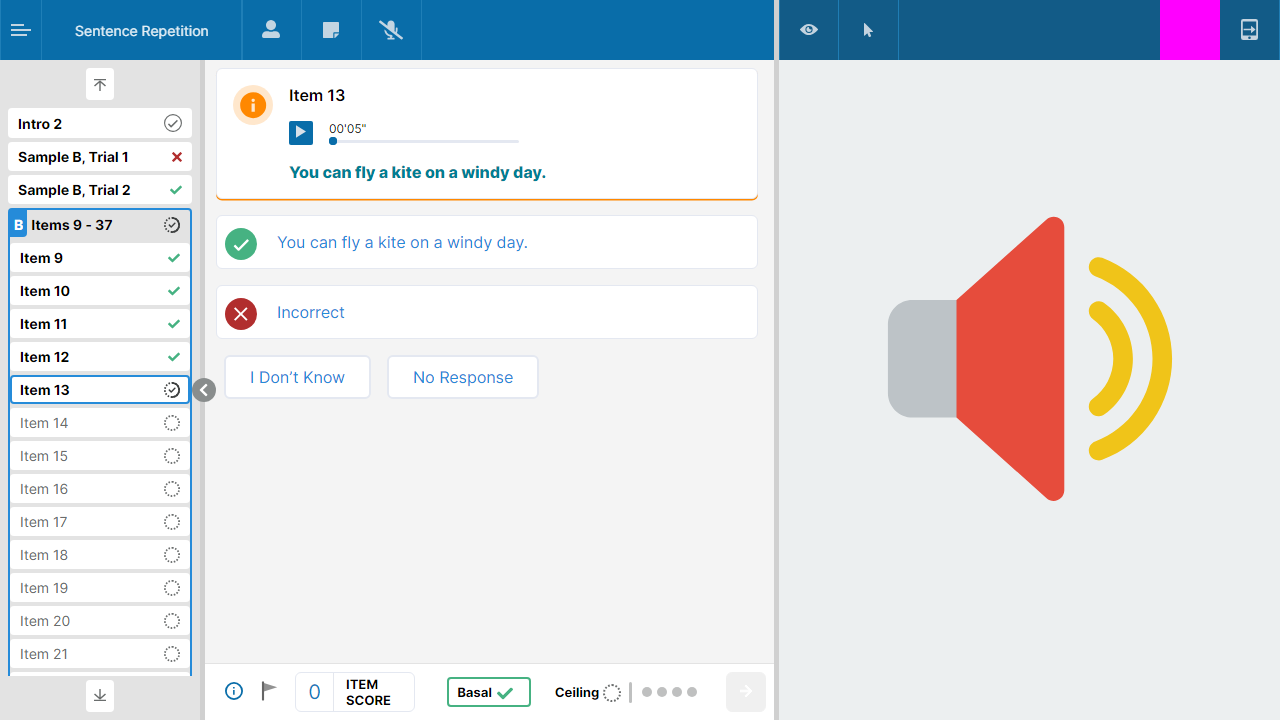 Sentence Repetition
Intro 2
Sample B, Trial 1
Sample B, Trial 2
B Items 9 - 37
Item 9
Item 10
Item 11
Item 12
Item 13
Item 14
Item 15
Item 16
Item 17
Item 18
Item 19
Item 20
Item 21
Item 13
00'05"
You can fly a kite on a windy day.
You can fly a kite on a windy day.
Incorrect
I Don’t Know
No Response
0 ITEM SCORE
Basal
Ceiling